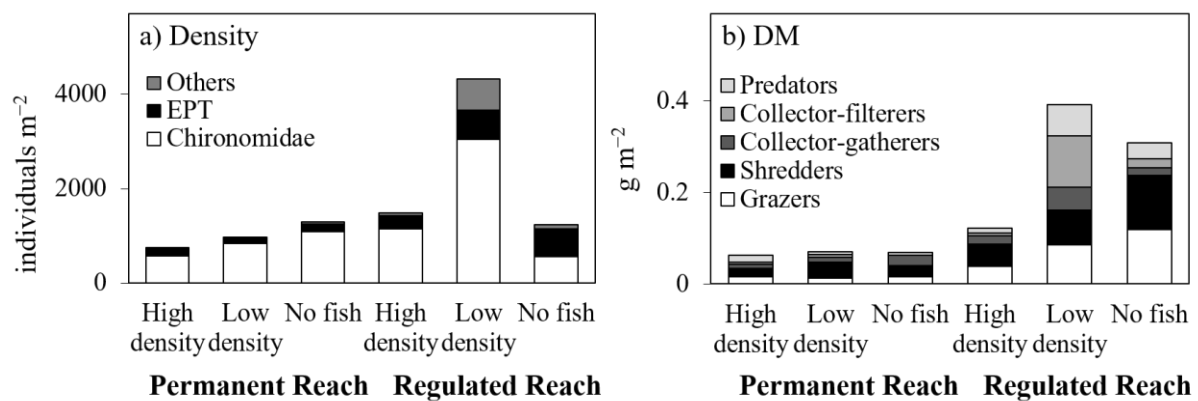 a) Density
Others
EPT
Chironomidae
individuals m⁻²
4000
2000
0
High density
Low density
No fish
High density
Low density
No fish
Permanent Reach
Regulated Reach
b) DM
Predators
Collector-filterers
Collector-gatherers
Shredders
Grazers
g m⁻²
0.4
0.2
0
High density
Low density
No fish
High density
Low density
No fish
Permanent Reach
Regulated Reach